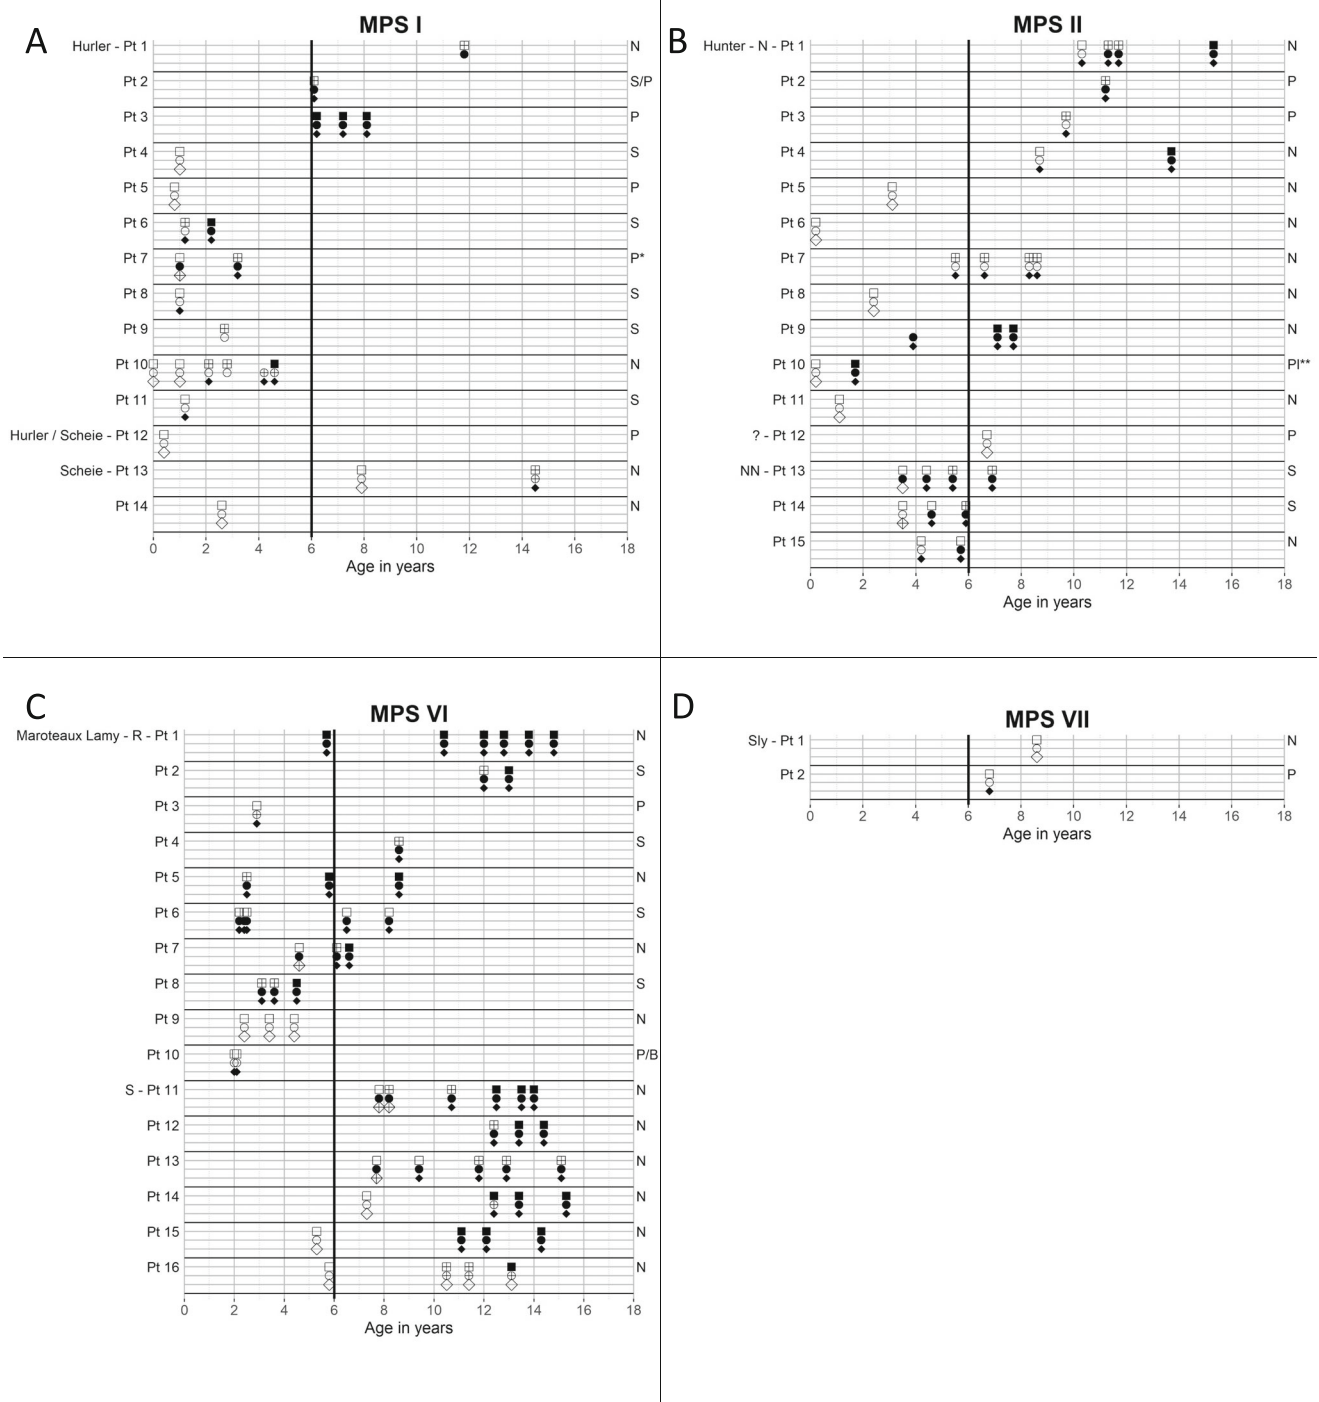 A
MPS I
Hurler - Pt 1 N
Pt 2 S/P
Pt 3 P
Pt 4 S
Pt 5 P
Pt 6 S
Pt 7 P*
Pt 8 S
Pt 9 S
Pt 10 N
Pt 11 S
Hurler / Scheie - Pt 12 P
Scheie - Pt 13 N
Pt 14 N
0 2 4 6 8 10 12 14 16 18
Age in years
B
MPS II
Hunter - N - Pt 1 N
Pt 2 P
Pt 3 P
Pt 4 N
Pt 5 N
Pt 6 N
Pt 7 N
Pt 8 N
Pt 9 N
Pt 10 PI**
Pt 11 N
? - Pt 12 P
NN - Pt 13 S
Pt 14 S
Pt 15 N
0 2 4 6 8 10 12 14 16 18
Age in years
C
MPS VI
Maroteaux Lamy - R - Pt 1 N
Pt 2 S
Pt 3 P
Pt 4 S
Pt 5 N
Pt 6 S
Pt 7 N
Pt 8 S
Pt 9 N
Pt 10 P/B
S - Pt 11 N
Pt 12 N
Pt 13 N
Pt 14 N
Pt 15 N
Pt 16 N
0 2 4 6 8 10 12 14 16 18
Age in years
D
MPS VII
Sly - Pt 1 N
Pt 2 P
0 2 4 6 8 10 12 14 16 18
Age in years